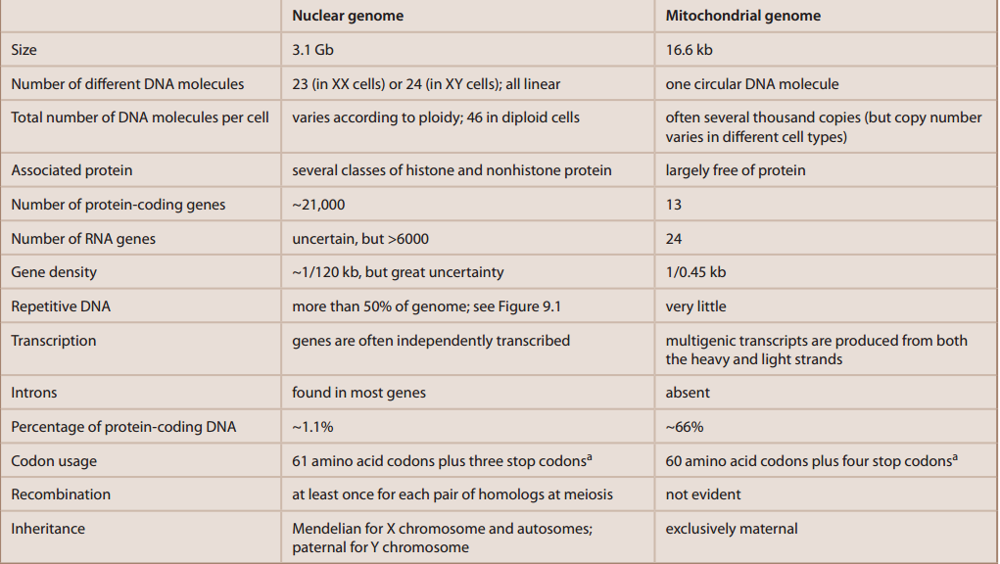 Nuclear genome Mitochondrial genome
Size 3.1 Gb 16.6 kb
Number of different DNA molecules 23 (in XX cells) or 24 (in XY cells); all linear one circular DNA molecule
Total number of DNA molecules per cell varies according to ploidy; 46 in diploid cells often several thousand copies (but copy number
varies in different cell types)
Associated protein several classes of histone and nonhistone protein largely free of protein
Number of protein-coding genes ~21,000 13
Number of RNA genes uncertain, but >6000 24
Gene density ~1/120 kb, but great uncertainty 1/0.45 kb
Repetitive DNA more than 50% of genome; see Figure 9.1 very little
Transcription genes are often independently transcribed multigenic transcripts are produced from both
the heavy and light strands
Introns found in most genes absent
Percentage of protein-coding DNA ~1.1% ~66%
Codon usage 61 amino acid codons plus three stop codonsᵃ 60 amino acid codons plus four stop codonsᵃ
Recombination at least once for each pair of homologs at meiosis not evident
Inheritance Mendelian for X chromosome and autosomes; exclusively maternal
paternal for Y chromosome